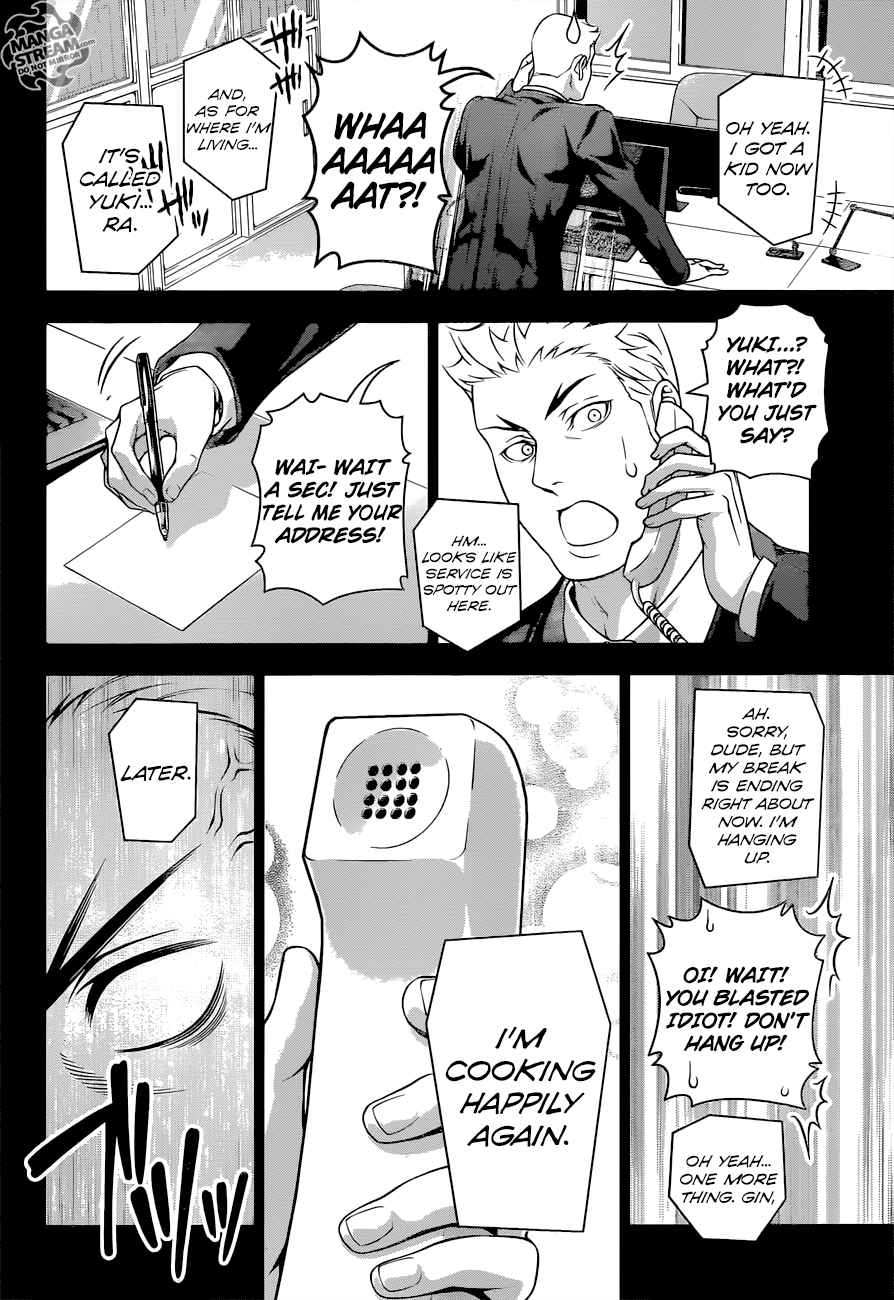 MANGA
STREAM.com
DO NOT MIRROR!
OH YEAH.
I GOT
A
KID NOW
TOO.
WHAA
AAAAA
AAT?!
AND,
AS FOR
WHERE I'M
LIVING...
IT'S
CALLED
YUKI...
RA.
YUKI...?
WHAT?!
WHAT'D
YOU JUST
SAY?
HM...
LOOKS LIKE
SERVICE IS
SPOTTY OUT
HERE.
WAI- WAIT
A SEC! JUST
TELL ME YOUR
ADDRESS!
AH.
SORRY,
DUDE, BUT
MY BREAK
IS ENDING
RIGHT ABOUT
NOW. I'M
HANGING
UP.
OI! WAIT!
YOU BLASTED
IDIOT! DON'T
HANG UP!
OH YEAH...
ONE MORE
THING. GIN,
I'M
COOKING
HAPPILY
AGAIN.
LATER.
ブツッ